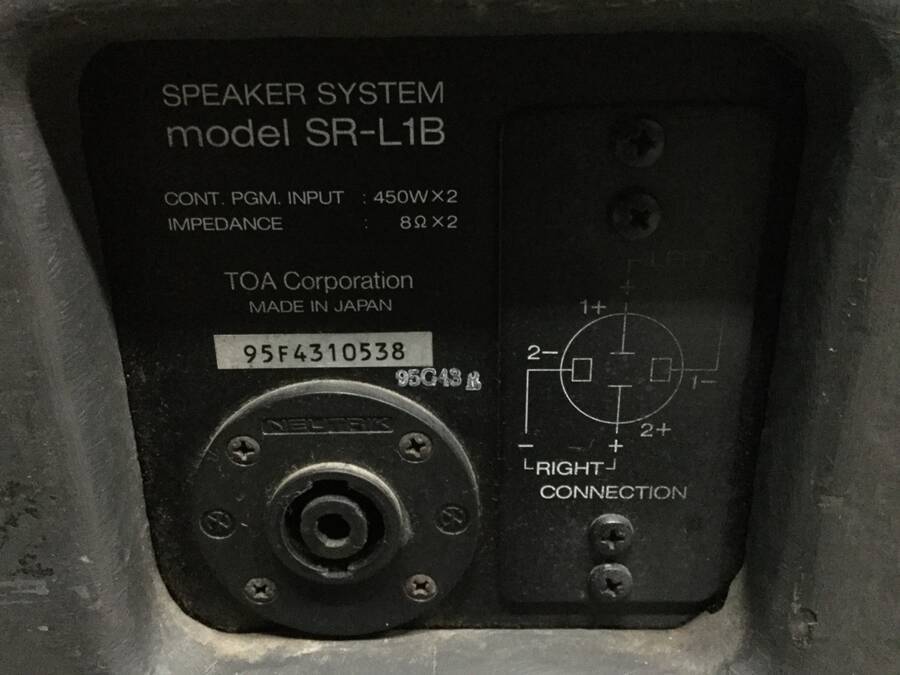 SPEAKER SYSTEM
model SR-L1B
CONT. PGM. INPUT : 450W×2
IMPEDANCE : 8Ω×2
TOA Corporation
MADE IN JAPAN
95F4310538
95G43
NEUTRIK
+
1+
2-
1-
2+
- +
RIGHT
CONNECTION